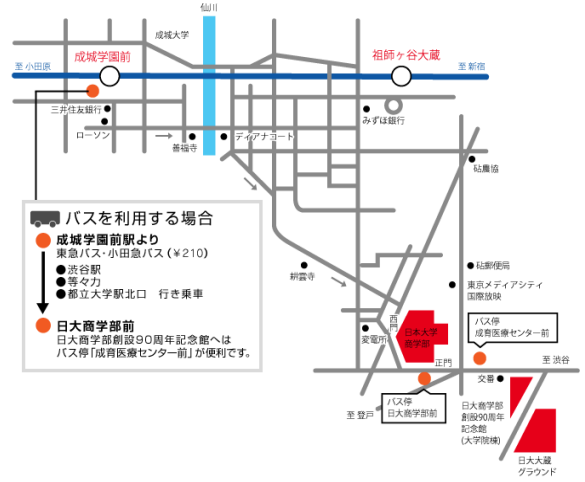 仙川
成城大学
成城学園前
祖師ヶ谷大蔵
至 小田原
至 新宿
三井住友銀行
ローソン
善福寺
ディアナコート
みずほ銀行
砧農協
バスを利用する場合
成城学園前駅より
東急バス・小田急バス(￥210)
●渋谷駅
●等々力
●都立大学駅北口 行き乗車
日大商学部前
日大商学部創設90周年記念館へは
バス停「成育医療センター前」が便利です。
耕雲寺
砧郵便局
東京メディアシティ
国際放映
西門
日本大学
商学部
変電所
正門
バス停
成育医療センター前
至 渋谷
バス停
日大商学部前
至 登戸
交番
日大商学部
創設90周年
記念館
(大学院棟)
日大大蔵
グラウンド